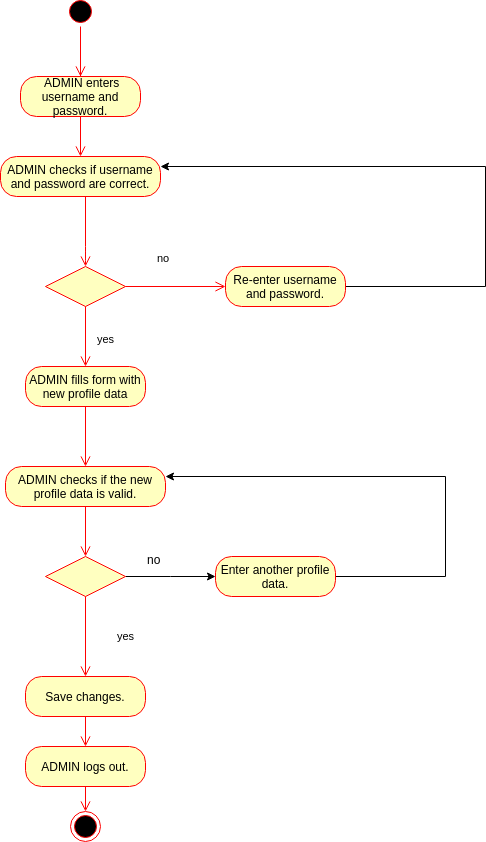 ADMIN enters
username and
password.
ADMIN checks if username
and password are correct.
no
Re-enter username
and password.
yes
ADMIN fills form with
new profile data
ADMIN checks if the new
profile data is valid.
no
Enter another profile
data.
yes
Save changes.
ADMIN logs out.